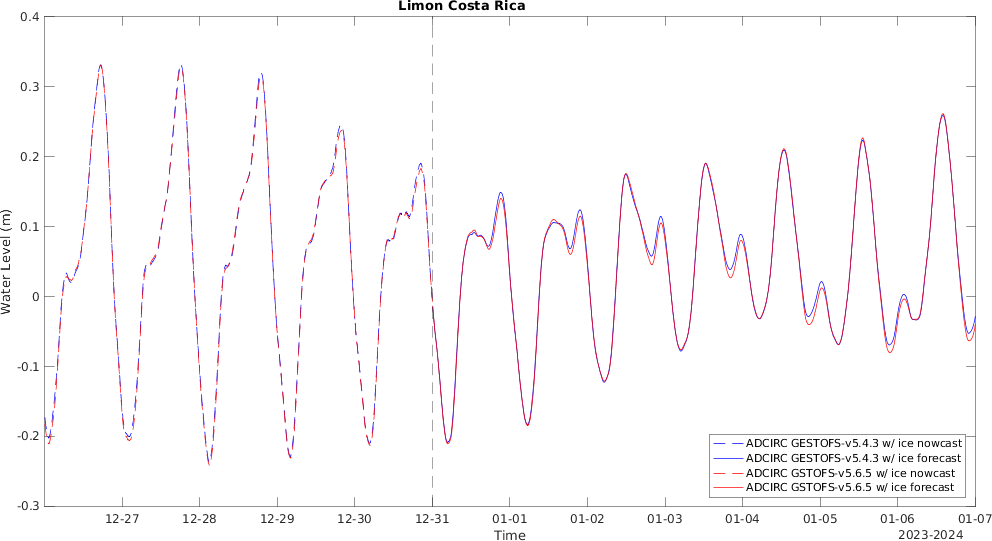 Limon Costa Rica
0.4
0.3
0.2
0.1
0
-0.1
-0.2
-0.3
Water Level (m)
12-27 12-28 12-29 12-30 12-31 01-01 01-02 01-03 01-04 01-05 01-06 01-07
Time
2023-2024
ADCIRC GESTOFS-v5.4.3 w/ ice nowcast
ADCIRC GESTOFS-v5.4.3 w/ ice forecast
ADCIRC GSTOFS-v5.6.5 w/ ice nowcast
ADCIRC GSTOFS-v5.6.5 w/ ice forecast